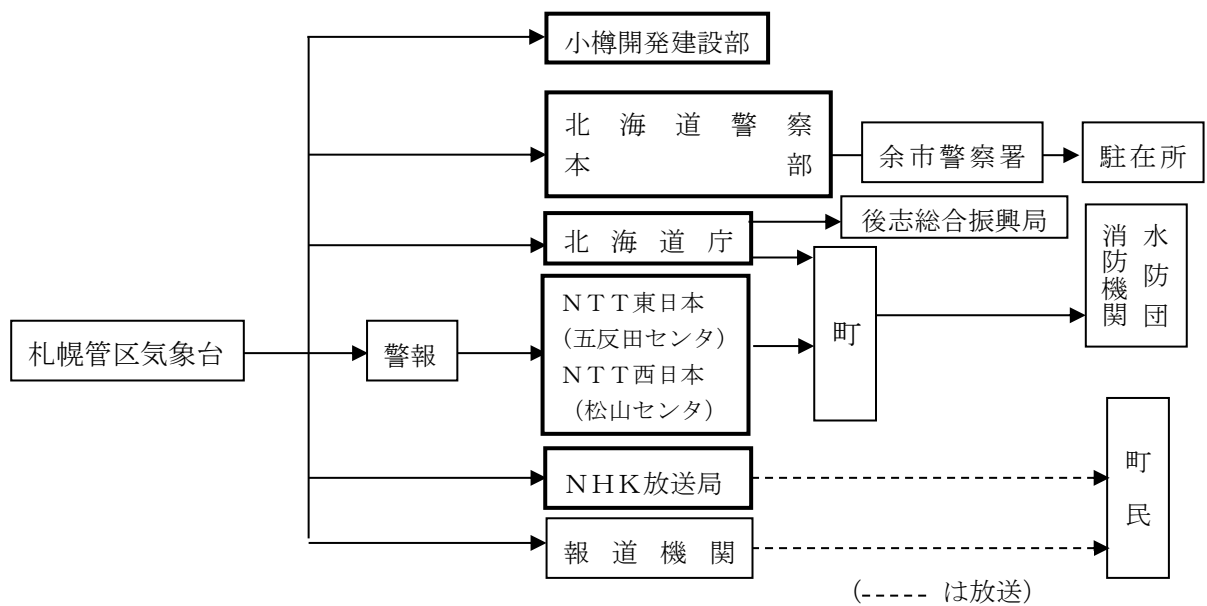 小樽開発建設部
北海道警察
本部
余市警察署
駐在所
北海道庁
後志総合振興局
水防団
消防機関
NTT東日本
(五反田センタ)
NTT西日本
(松山センタ)
町
札幌管区気象台
警報
NHK放送局
報道機関
町民
(----- は放送)